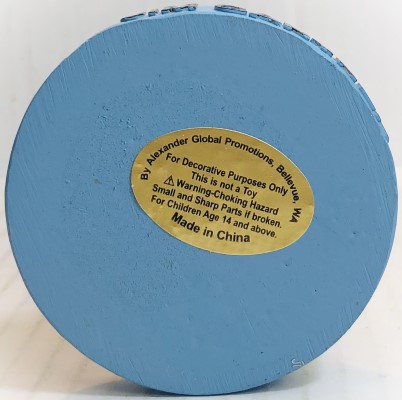 By Alexander Global Promotions, Bellevue, WA
For Decorative Purposes Only
This is not a Toy
⚠ Warning-Choking Hazard
Small and Sharp Parts if broken.
For Children Age 14 and above.
Made in China